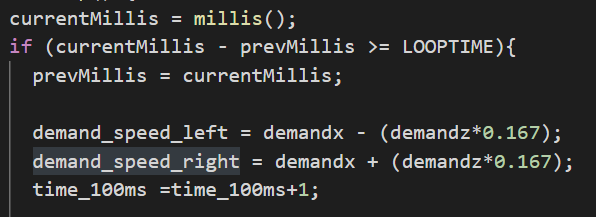 currentMillis = millis();
if (currentMillis - prevMillis >= LOOPTIME){
prevMillis = currentMillis;
demand_speed_left = demandx - (demandz*0.167);
demand_speed_right = demandx + (demandz*0.167);
time_100ms =time_100ms+1;